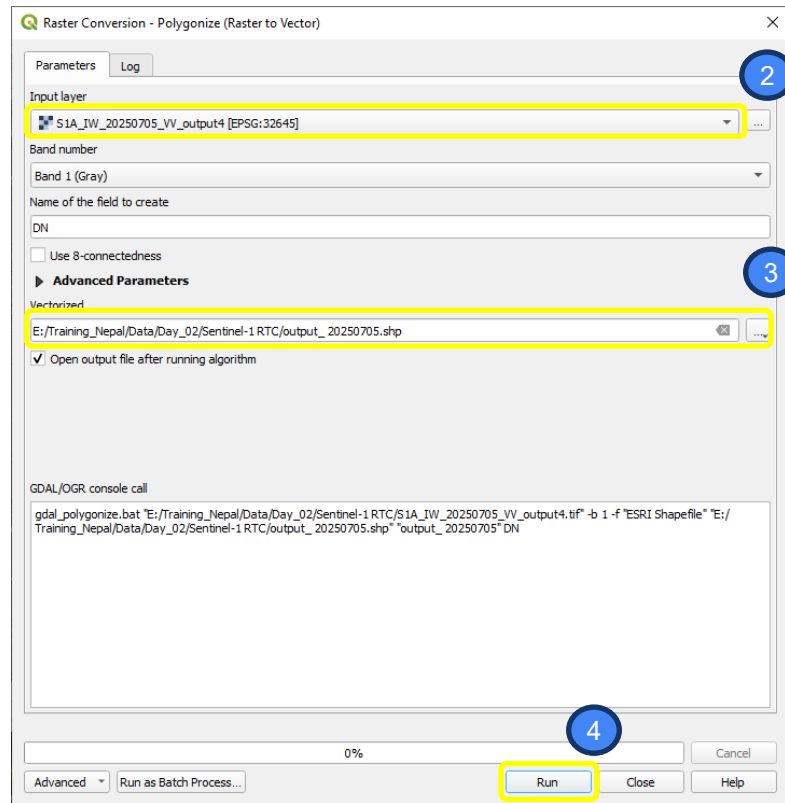 Raster Conversion - Polygonize (Raster to Vector)
Parameters Log
2
Input layer
S1A_IW_20250705_VV_output4 [EPSG:32645]
...
Band number
Band 1 (Gray)
Name of the field to create
DN
Use 8-connectedness
3
Advanced Parameters
Vectorized
E:/Training_Nepal/Data/Day_02/Sentinel-1 RTC/output_ 20250705.shp
...
Open output file after running algorithm
GDAL/OGR console call
gdal_polygonize.bat "E:/Training_Nepal/Data/Day_02/Sentinel-1 RTC/S1A_IW_20250705_VV_output4.tif" -b 1 -f "ESRI Shapefile" "E:/
Training_Nepal/Data/Day_02/Sentinel-1 RTC/output_ 20250705.shp" "output_ 20250705" DN
4
0%
Cancel
Advanced Run as Batch Process... Run Close Help